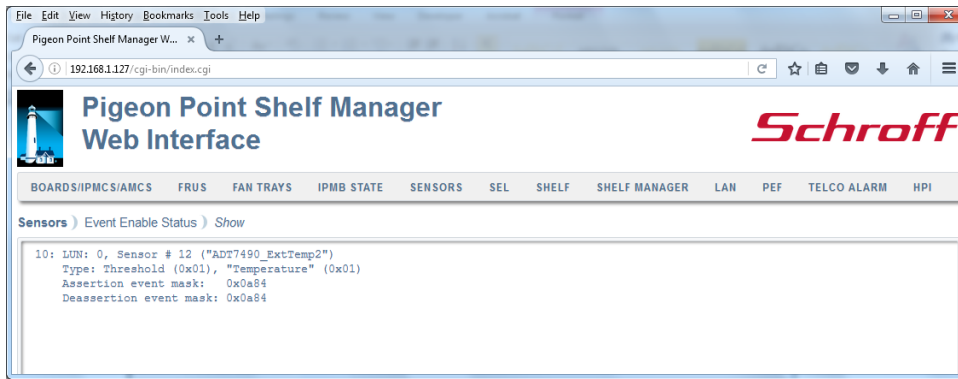 File Edit View History Bookmarks Tools Help
Pigeon Point Shelf Manager W... × +
192.168.1.127/cgi-bin/index.cgi
Pigeon Point Shelf Manager
Web Interface
Schroff
BOARDS/IPMCS/AMCS FRUS FAN TRAYS IPMB STATE SENSORS SEL SHELF SHELF MANAGER LAN PEF TELCO ALARM HPI
Sensors ) Event Enable Status ) Show
10: LUN: 0, Sensor # 12 ("ADT7490_ExtTemp2")
Type: Threshold (0x01), "Temperature" (0x01)
Assertion event mask: 0x0a84
Deassertion event mask: 0x0a84